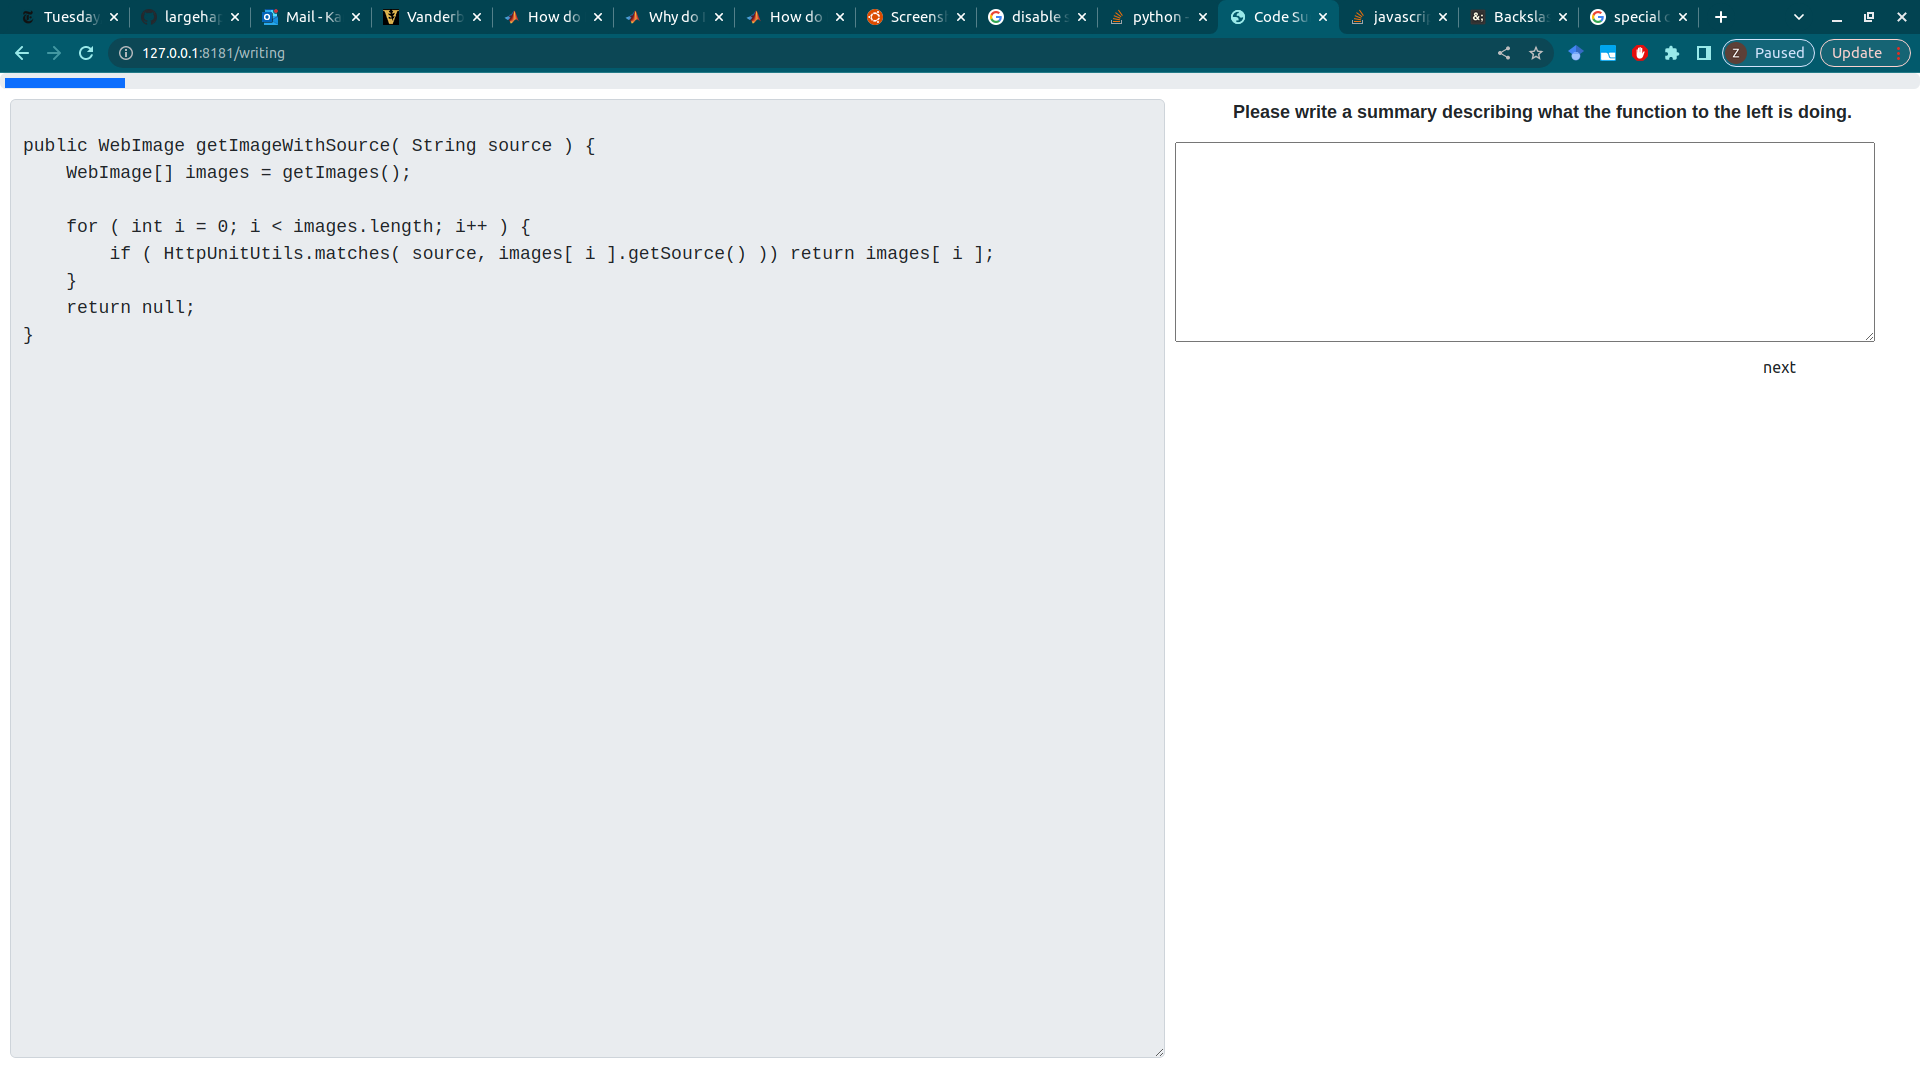 Tuesday largehap Mail - Ka Vanderb How do Why do How do Screens disable s python - Code Su javascri Backslas special c
127.0.0.1:8181/writing Z Paused Update
Please write a summary describing what the function to the left is doing.
public WebImage getImageWithSource( String source ) {
    WebImage[] images = getImages();
    for ( int i = 0; i < images.length; i++ ) {
        if ( HttpUnitUtils.matches( source, images[ i ].getSource() )) return images[ i ];
    }
    return null;
}
next